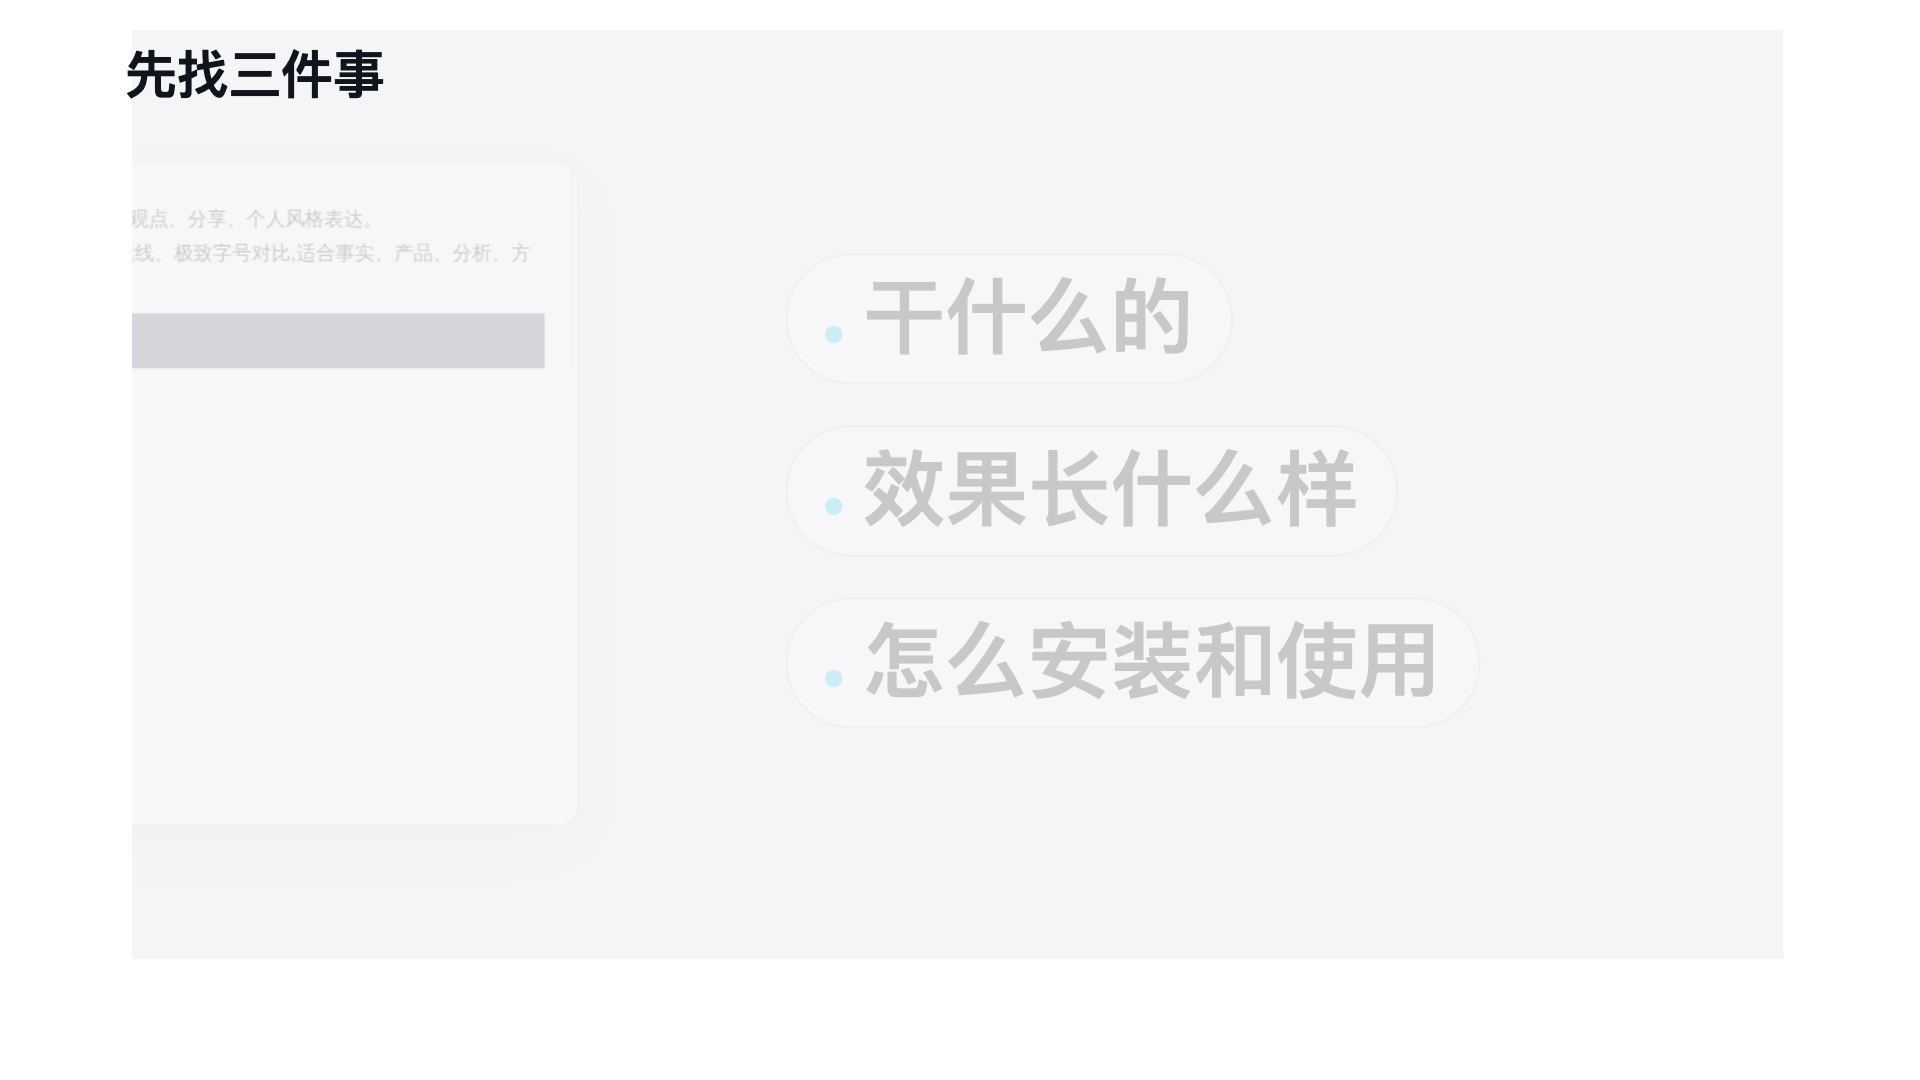 先找三件事
观点、分享、个人风格表达。
线、极致字号对比,适合事实、产品、分析、方
干什么的
效果长什么样
怎么安装和使用